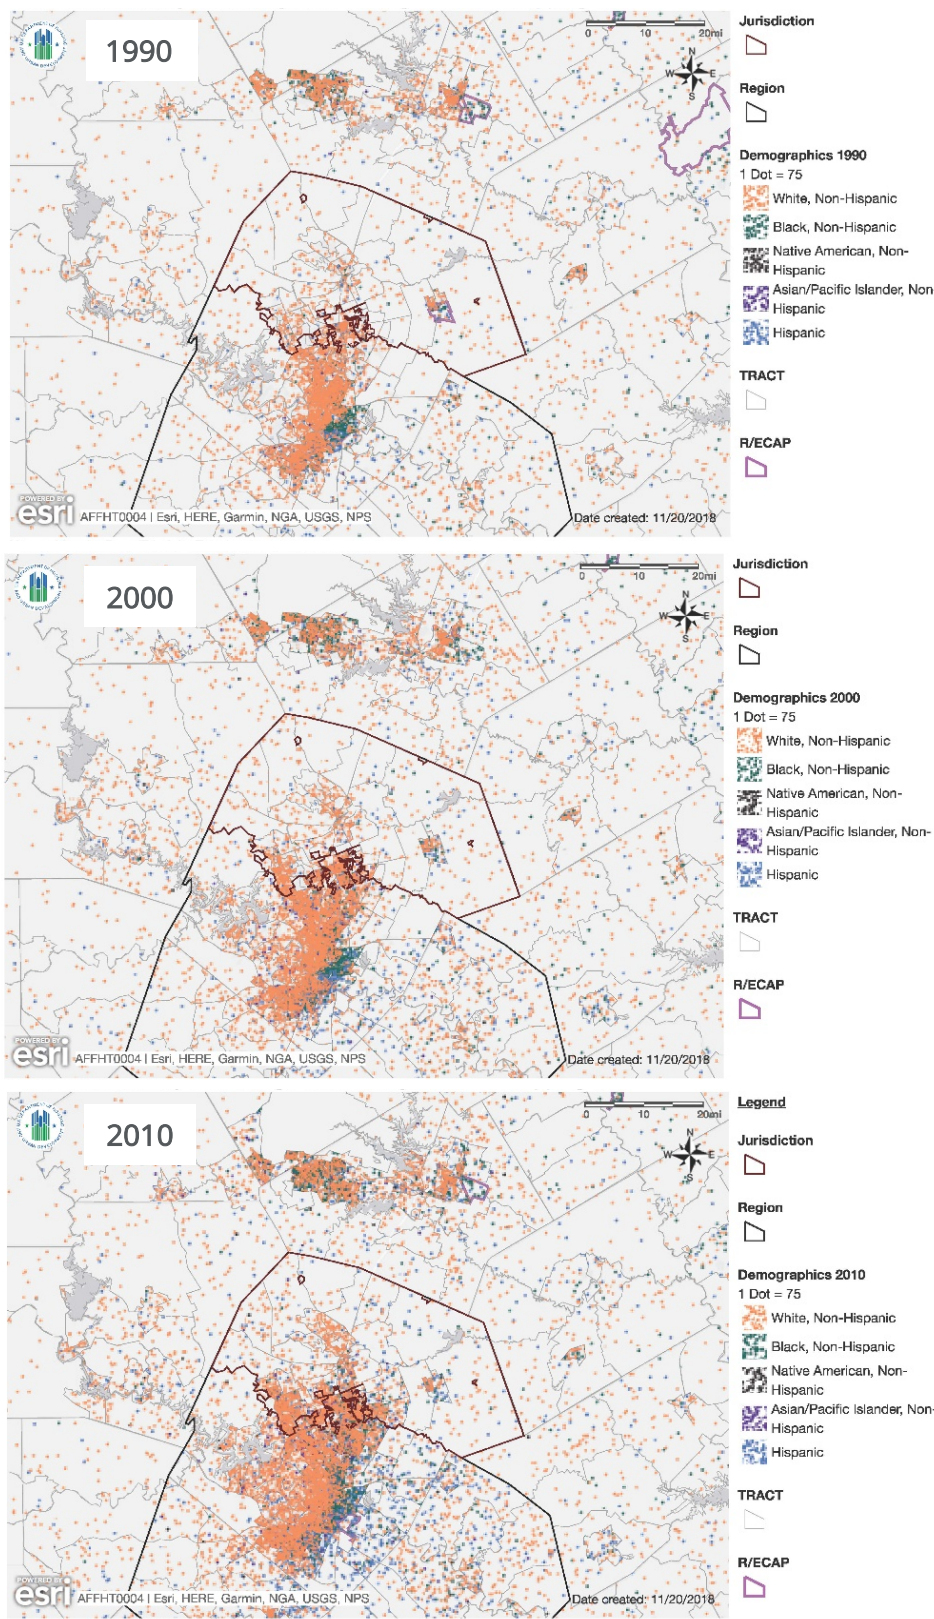 1990
0 10 20mi
N
W E
S
Jurisdiction
Region
Demographics 1990
1 Dot = 75
White, Non-Hispanic
Black, Non-Hispanic
Native American, Non-
Hispanic
Asian/Pacific Islander, Non-
Hispanic
Hispanic
TRACT
R/ECAP
POWERED BY
esri
AFFHT0004 | Esri, HERE, Garmin, NGA, USGS, NPS
Date created: 11/20/2018
2000
0 10 20mi
N
W E
S
Jurisdiction
Region
Demographics 2000
1 Dot = 75
White, Non-Hispanic
Black, Non-Hispanic
Native American, Non-
Hispanic
Asian/Pacific Islander, Non-
Hispanic
Hispanic
TRACT
R/ECAP
POWERED BY
esri
AFFHT0004 | Esri, HERE, Garmin, NGA, USGS, NPS
Date created: 11/20/2018
2010
0 10 20mi
N
W E
S
Legend
Jurisdiction
Region
Demographics 2010
1 Dot = 75
White, Non-Hispanic
Black, Non-Hispanic
Native American, Non-
Hispanic
Asian/Pacific Islander, Non-
Hispanic
Hispanic
TRACT
R/ECAP
POWERED BY
esri
AFFHT0004 | Esri, HERE, Garmin, NGA, USGS, NPS
Date created: 11/20/2018